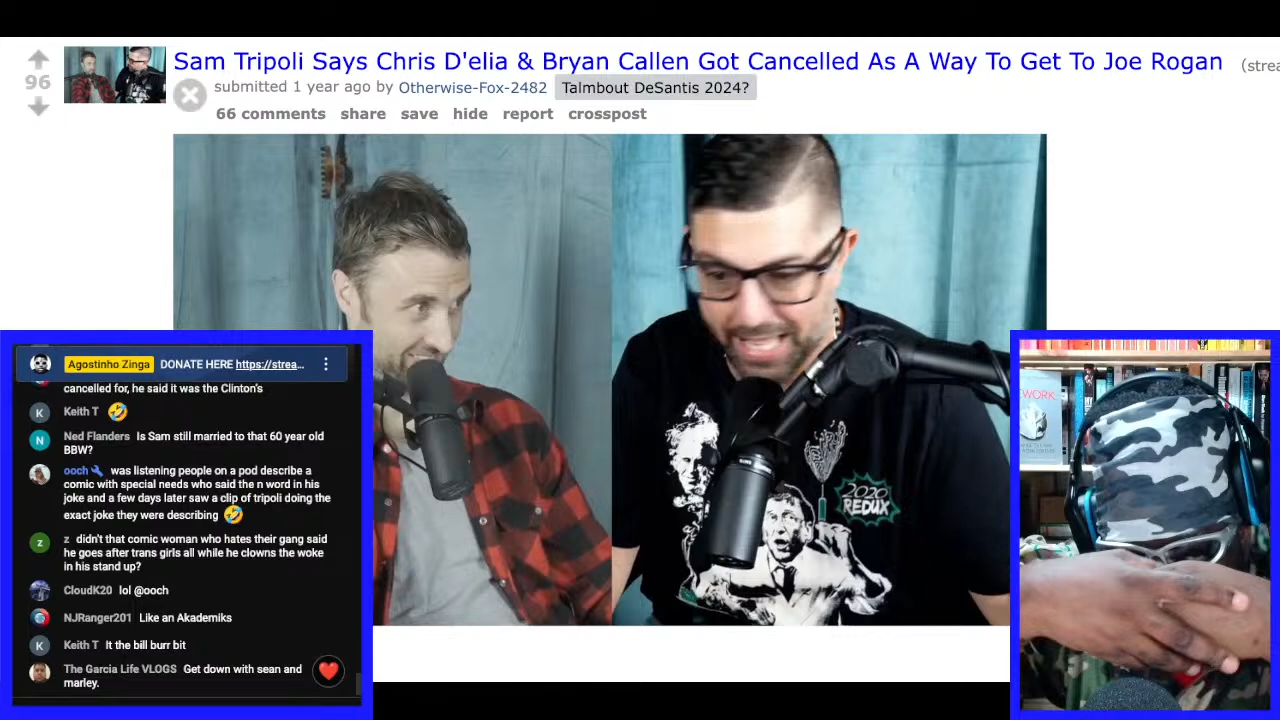 Sam Tripoli Says Chris D'elia & Bryan Callen Got Cancelled As A Way To Get To Joe Rogan (strea
96
submitted 1 year ago by Otherwise-Fox-2482 Talmbout DeSantis 2024?
66 comments share save hide report crosspost
2020
REDUX
Agostinho Zinga DONATE HERE https://strea...
cancelled for, he said it was the Clinton's
K Keith T 🤣
N Ned Flanders Is Sam still married to that 60 year old
BBW?
ooch was listening people on a pod describe a
comic with special needs who said the n word in his
joke and a few days later saw a clip of tripoli doing the
exact joke they were describing 🤣
z z didn't that comic woman who hates their gang said
he goes after trans girls all while he clowns the woke
in his stand up?
CloudK20 lol @ooch
NJRanger201 Like an Akademiks
K Keith T It the bill burr bit
The Garcia Life VLOGS Get down with sean and
marley.
WORK